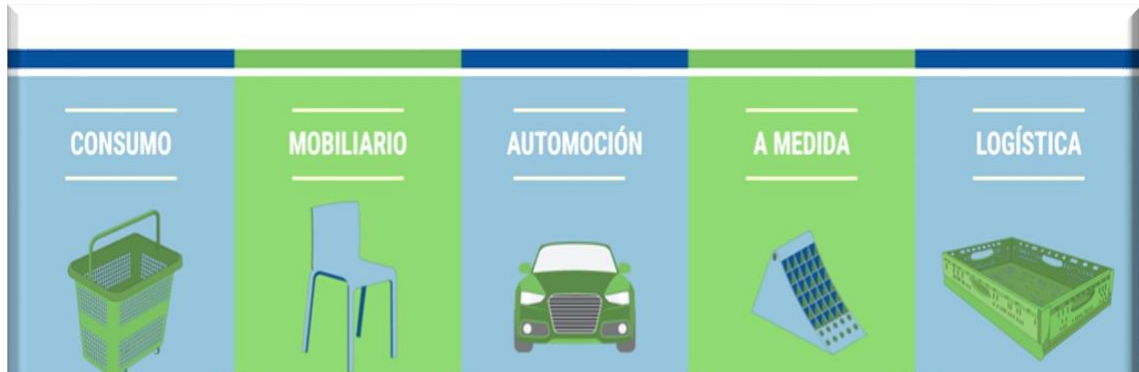 CONSUMO
MOBILIARIO
AUTOMOCIÓN
A MEDIDA
LOGÍSTICA